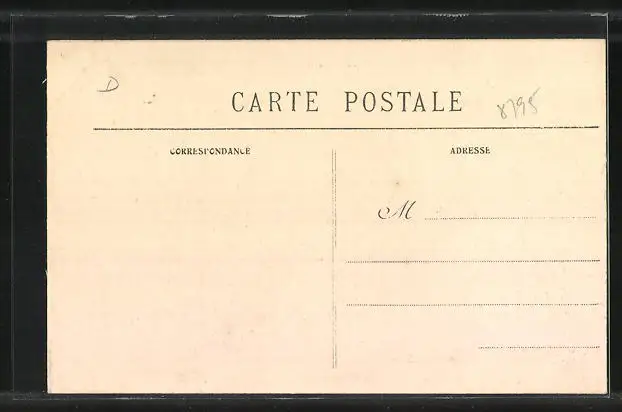 D
CARTE POSTALE
8795
CORRESPONDANCE
ADRESSE
M